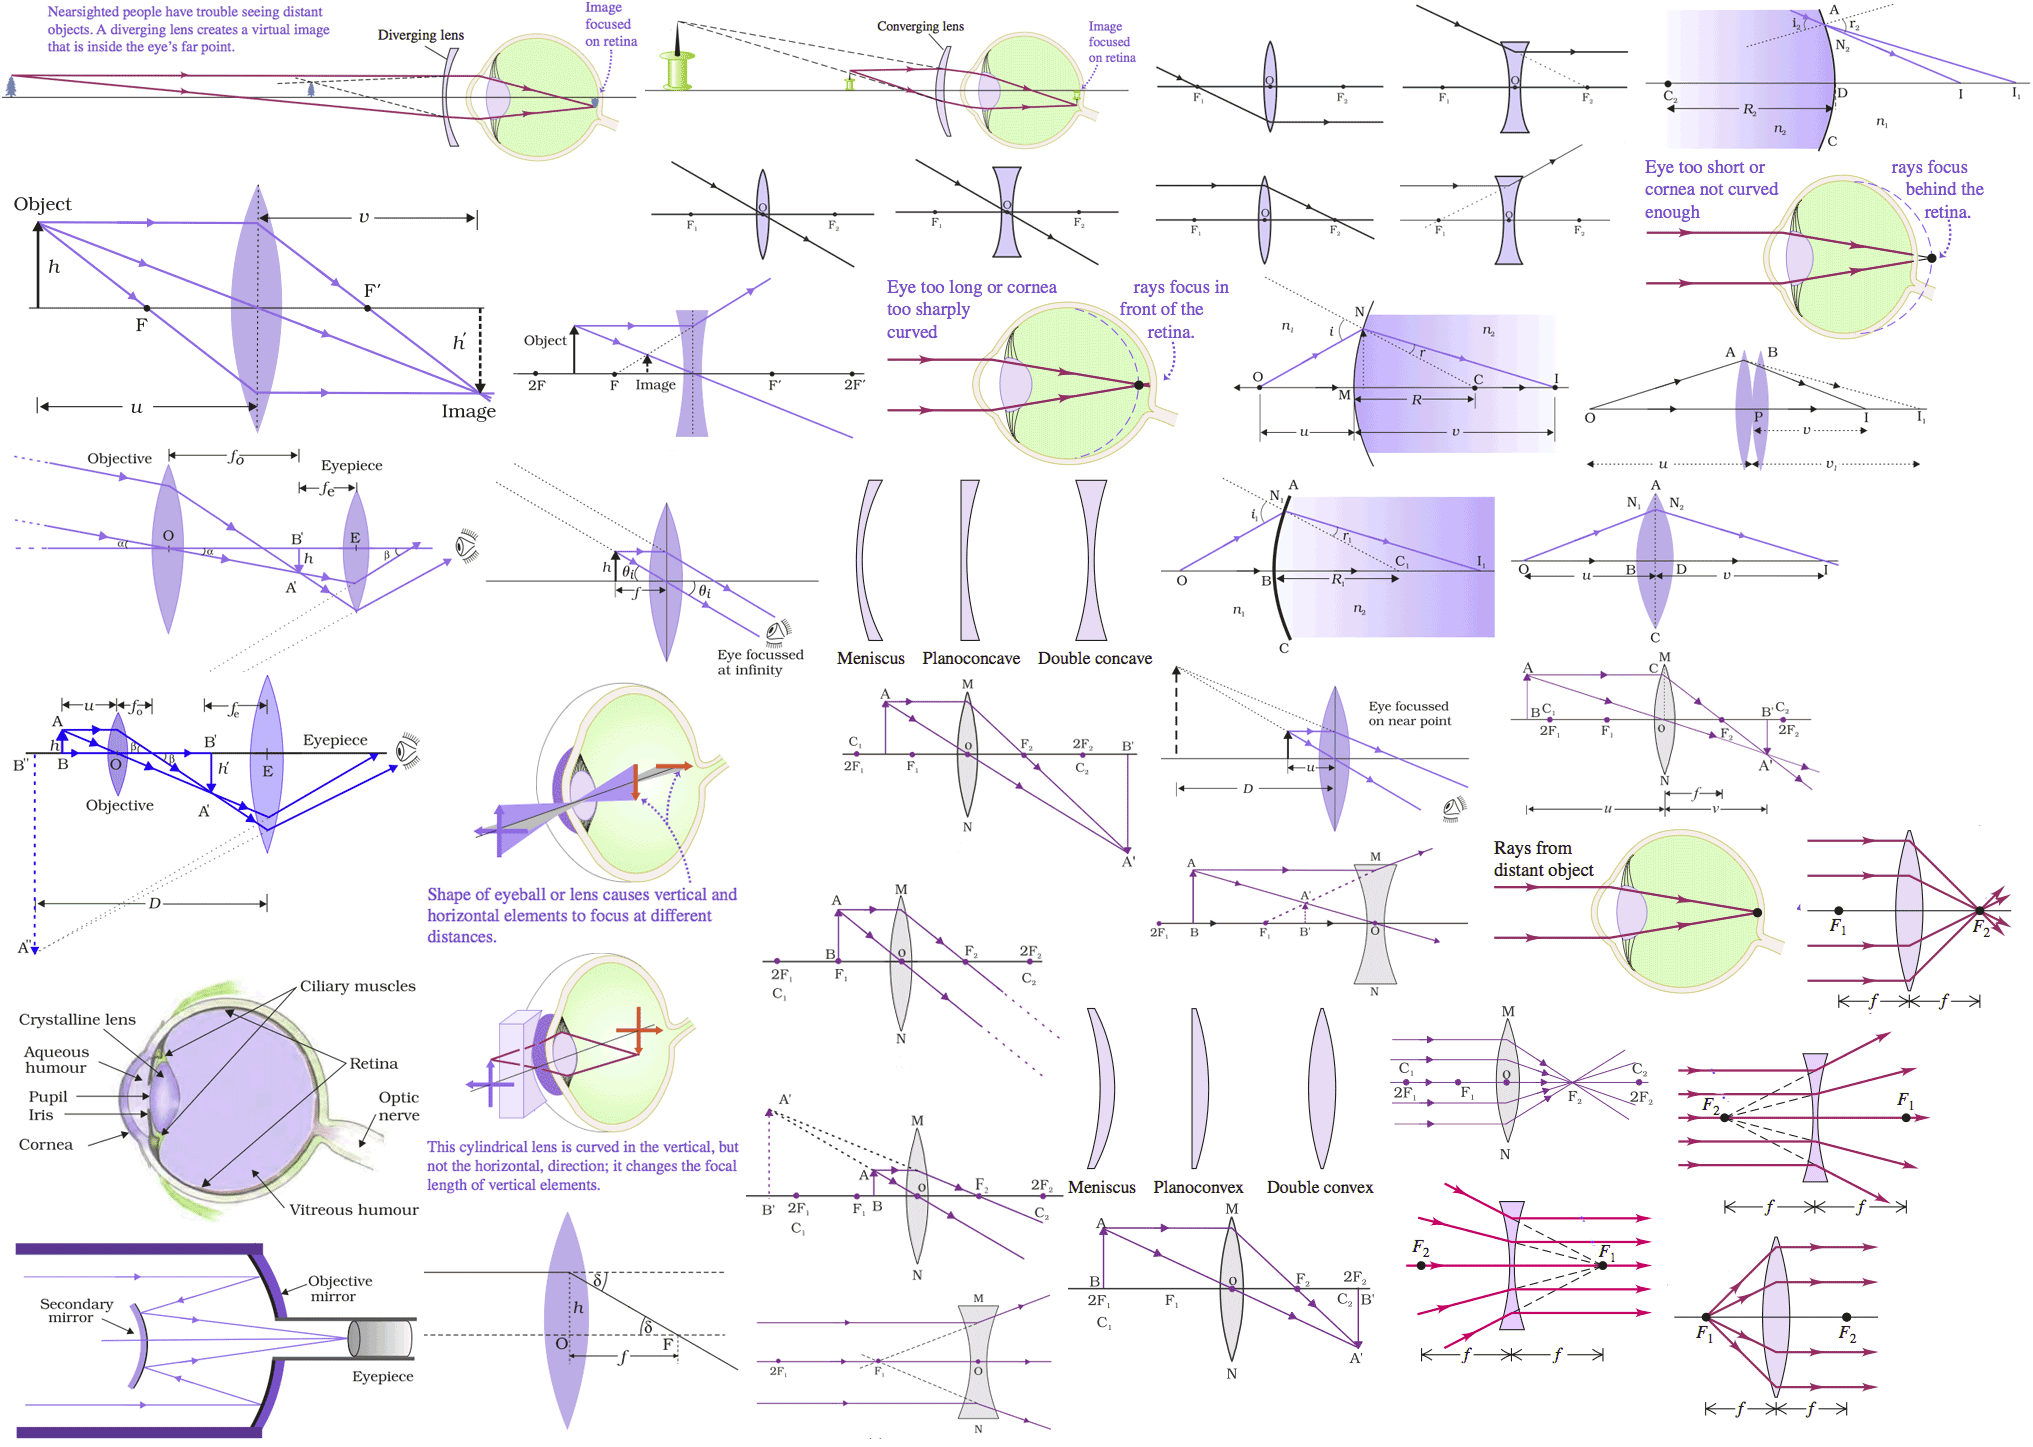 Nearsighted people have trouble seeing distant
objects. A diverging lens creates a virtual image
that is inside the eye's far point.
Diverging lens
Image
focused
on retina
Converging lens
Image
focused
on retina
F₁ O F₂
F₁ O F₂
A
i₂ r₂
N₂
C₂ D I I₁
R₂
n₂ n₁
C
Object
h
v
F′
F
h′
u
Image
F₁ O F₂
F₁ O F₂
F₁ O F₂
F₁ O F₂
Eye too short or
cornea not curved
enough
rays focus
behind the
retina.
Object
2F F Image F′ 2F′
Eye too long or cornea
too sharply
curved
rays focus in
front of the
retina.
N
n₁ i n₂
r
O C I
M R
u v
A B
O P I I₁
v
u v₁
Objective
fo
Eyepiece
fe
O B′ E
α α h β
A′
h θi
f θi
Eye focussed
at infinity
Meniscus Planoconcave Double concave
N₁ A
i₁
r₁
O B C₁ I₁
R₁
n₁ n₂
C
A
N₁ N₂
O B D I
u v
C
u fo fe
A
h β β B′ Eyepiece
B″ B O h′ E
Objective A′
D
A″
Shape of eyeball or lens causes vertical and
horizontal elements to focus at different
distances.
A M
C₁ F₂ 2F₂ B′
2F₁ F₁ O C₂
N
A′
Eye focussed
on near point
u
D
A C M
B C₁ B′ C₂
2F₁ F₁ O F₂ 2F₂
A′
N
f
u v
A M
B O F₂ 2F₂
2F₁ F₁ C₂
C₁
N
A M
A′
2F₁ B F₁ B′ O
N
Rays from
distant object
F₁ F₂
f f
Ciliary muscles
Crystalline lens
Aqueous
humour
Retina
Pupil
Iris
Optic
nerve
Cornea
Vitreous humour
This cylindrical lens is curved in the vertical, but
not the horizontal, direction; it changes the focal
length of vertical elements.
A′
M
A
O F₂ 2F₂
B′ 2F₁ F₁ B C₂
C₁
N
Meniscus Planoconvex Double convex
M
C₁ O C₂
2F₁ F₁ F₂ 2F₂
N
F₂ F₁
f f
Objective
mirror
Secondary
mirror
Eyepiece
δ
h
δ
O F
f
M
2F₁ F₁ O
N
A M
B O F₂ 2F₂
2F₁ F₁ C₂ B′
C₁
A′
N
F₂ F₁
f f
F₁ F₂
f f